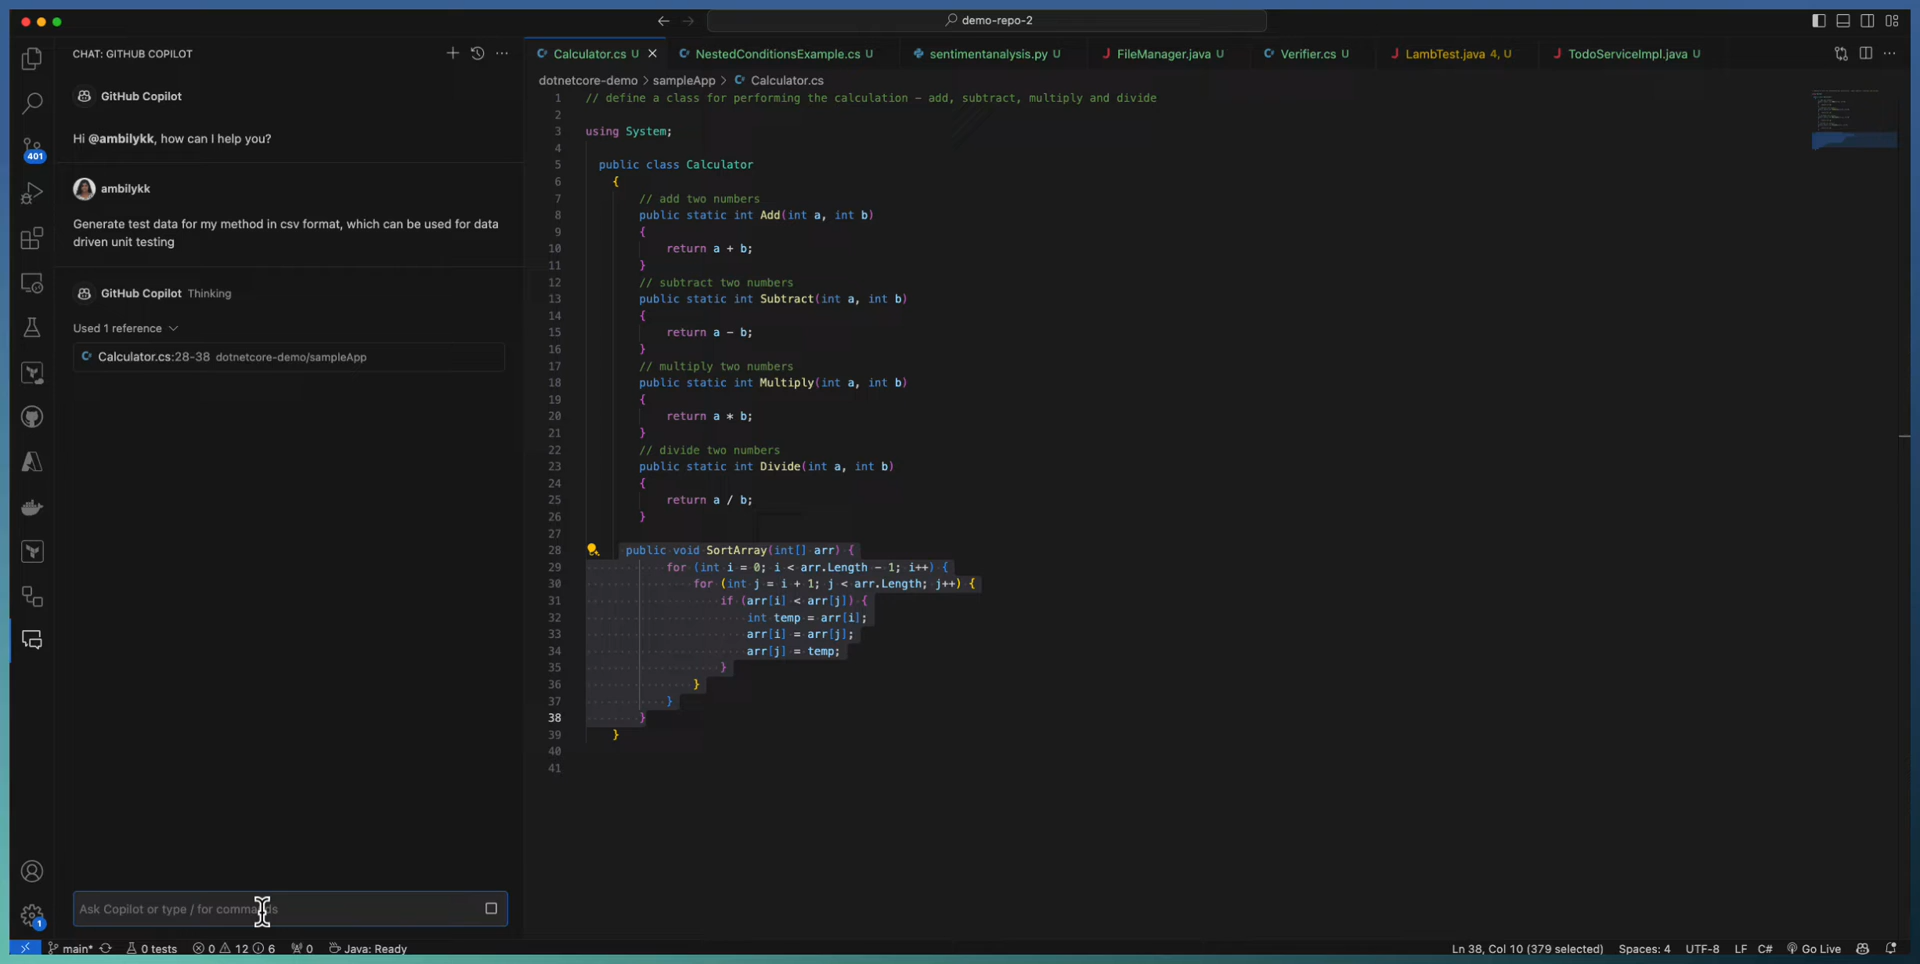 demo-repo-2
CHAT: GITHUB COPILOT
GitHub Copilot
Hi @ambilykk, how can I help you?
ambilykk
Generate test data for my method in csv format, which can be used for data
driven unit testing
GitHub Copilot Thinking
Used 1 reference
Calculator.cs:28-38 dotnetcore-demo/sampleApp
Ask Copilot or type / for commands
401
1
Calculator.cs U
NestedConditionsExample.cs U
sentimentanalysis.py U
FileManager.java U
Verifier.cs U
LambTest.java 4, U
TodoServiceImpl.java U
dotnetcore-demo > sampleApp > Calculator.cs
1 // define a class for performing the calculation - add, subtract, multiply and divide
2
3 using System;
4
5 public class Calculator
6 {
7 // add two numbers
8 public static int Add(int a, int b)
9 {
10 return a + b;
11 }
12 // subtract two numbers
13 public static int Subtract(int a, int b)
14 {
15 return a - b;
16 }
17 // multiply two numbers
18 public static int Multiply(int a, int b)
19 {
20 return a * b;
21 }
22 // divide two numbers
23 public static int Divide(int a, int b)
24 {
25 return a / b;
26 }
27
28 public void SortArray(int[] arr) {
29 for (int i = 0; i < arr.Length - 1; i++) {
30 for (int j = i + 1; j < arr.Length; j++) {
31 if (arr[i] < arr[j]) {
32 int temp = arr[i];
33 arr[i] = arr[j];
34 arr[j] = temp;
35 }
36 }
37 }
38 }
39 }
40
41
main* 0 tests 0 12 6 0 Java: Ready
Ln 38, Col 10 (379 selected) Spaces: 4 UTF-8 LF C# Go Live